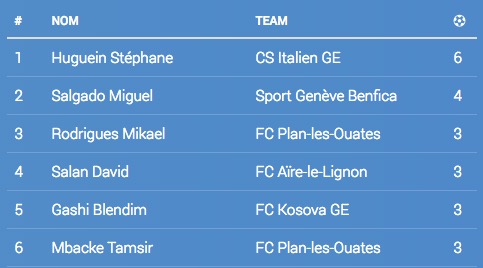 # NOM TEAM
1 Huguein Stéphane CS Italien GE 6
2 Salgado Miguel Sport Genève Benfica 4
3 Rodrigues Mikael FC Plan-les-Ouates 3
4 Salan David FC Aïre-le-Lignon 3
5 Gashi Blendim FC Kosova GE 3
6 Mbacke Tamsir FC Plan-les-Ouates 3